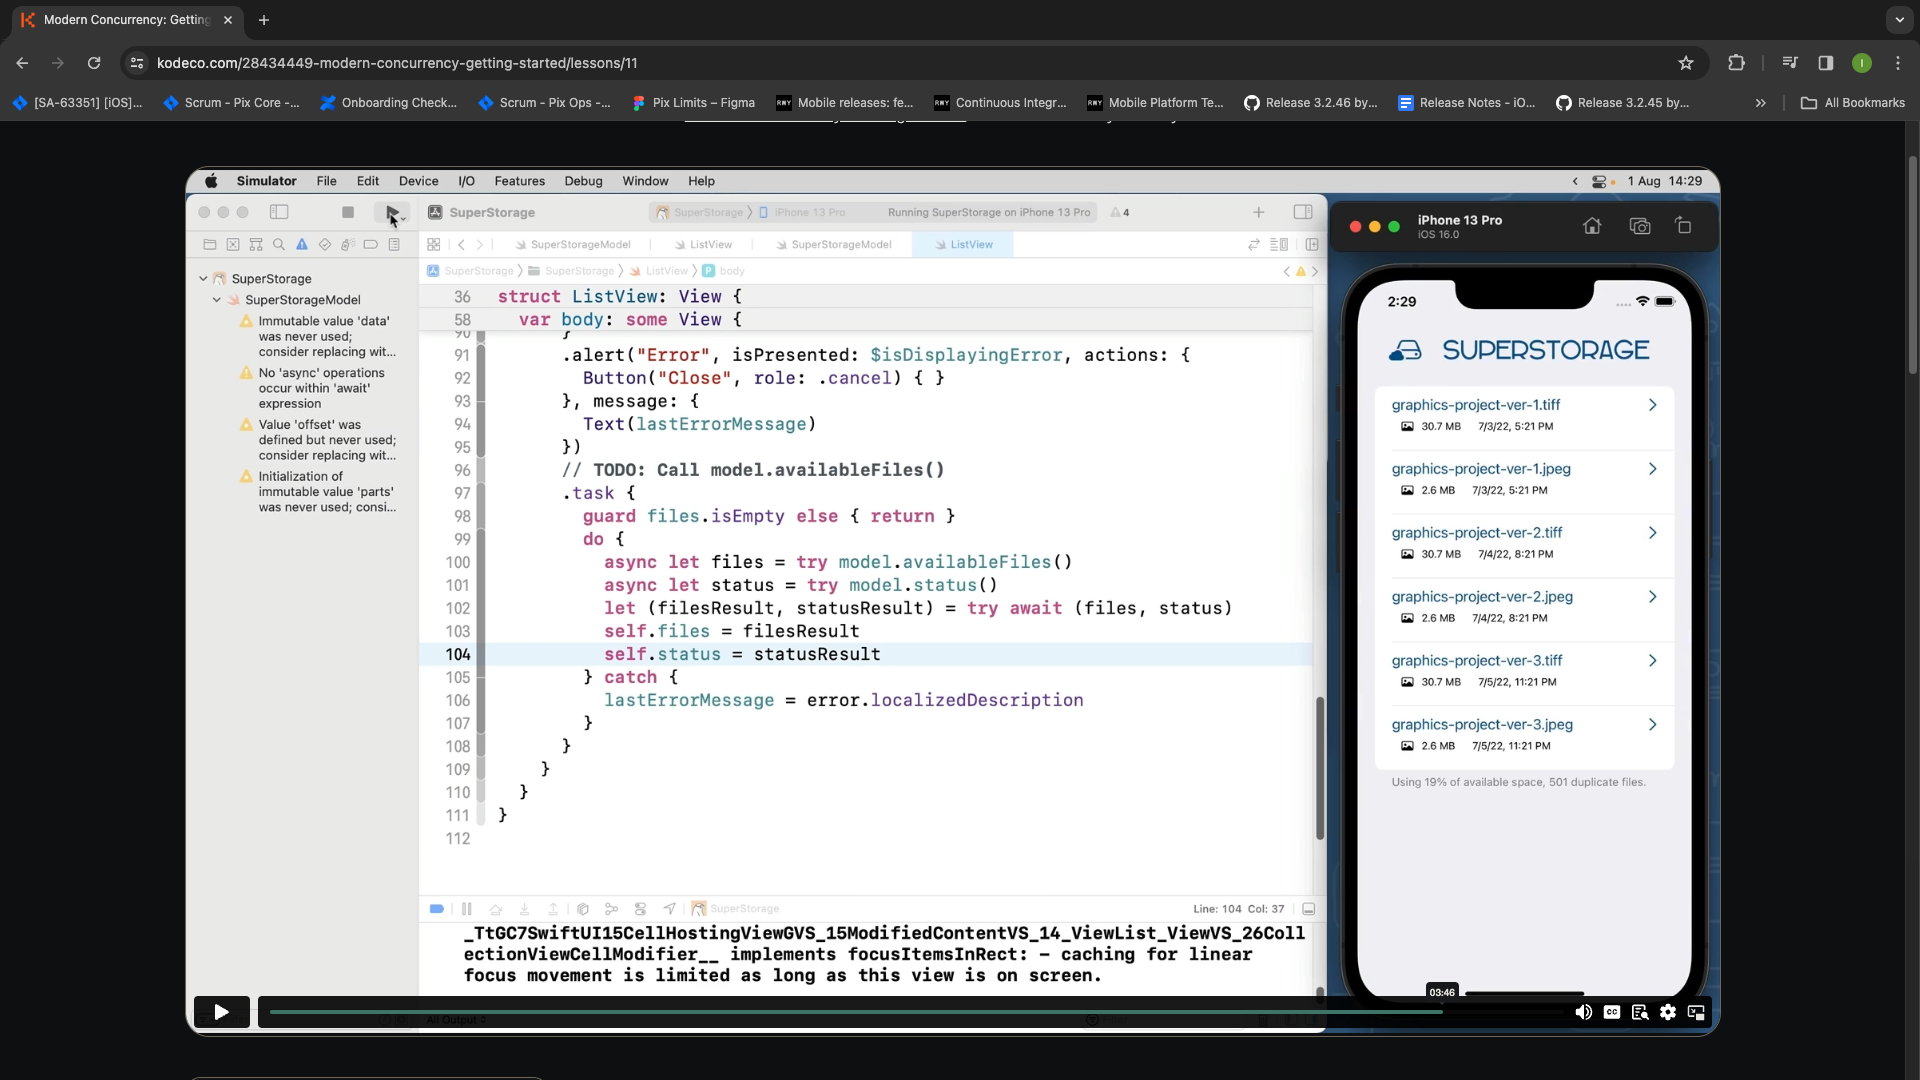 Modern Concurrency: Getting
kodeco.com/28434449-modern-concurrency-getting-started/lessons/11
[SA-63351] [iOS]...
Scrum - Pix Core -...
Onboarding Check...
Scrum - Pix Ops -...
Pix Limits – Figma
Mobile releases: fe...
Continuous Integr...
Mobile Platform Te...
Release 3.2.46 by...
Release Notes - iO...
Release 3.2.45 by...
All Bookmarks
Simulator File Edit Device I/O Features Debug Window Help
1 Aug 14:29
SuperStorage
SuperStorage
iPhone 13 Pro
Running SuperStorage on iPhone 13 Pro
4
SuperStorageModel
ListView
SuperStorageModel
ListView
SuperStorage
SuperStorage
ListView
body
SuperStorage
SuperStorageModel
Immutable value 'data'
was never used;
consider replacing wit...
No 'async' operations
occur within 'await'
expression
Value 'offset' was
defined but never used;
consider replacing wit...
Initialization of
immutable value 'parts'
was never used; consi...
36 struct ListView: View {
58 var body: some View {
90 }
91 .alert("Error", isPresented: $isDisplayingError, actions: {
92 Button("Close", role: .cancel) { }
93 }, message: {
94 Text(lastErrorMessage)
95 })
96 // TODO: Call model.availableFiles()
97 .task {
98 guard files.isEmpty else { return }
99 do {
100 async let files = try model.availableFiles()
101 async let status = try model.status()
102 let (filesResult, statusResult) = try await (files, status)
103 self.files = filesResult
104 self.status = statusResult
105 } catch {
106 lastErrorMessage = error.localizedDescription
107 }
108 }
109 }
110 }
111 }
112
SuperStorage
Line: 104 Col: 37
_TtGC7SwiftUI15CellHostingViewGVS_15ModifiedContentVS_14_ViewList_ViewVS_26Coll
ectionViewCellModifier__ implements focusItemsInRect: - caching for linear
focus movement is limited as long as this view is on screen.
All Output
iPhone 13 Pro
iOS 16.0
2:29
SUPERSTORAGE
graphics-project-ver-1.tiff
30.7 MB 7/3/22, 5:21 PM
graphics-project-ver-1.jpeg
2.6 MB 7/3/22, 5:21 PM
graphics-project-ver-2.tiff
30.7 MB 7/4/22, 8:21 PM
graphics-project-ver-2.jpeg
2.6 MB 7/4/22, 8:21 PM
graphics-project-ver-3.tiff
30.7 MB 7/5/22, 11:21 PM
graphics-project-ver-3.jpeg
2.6 MB 7/5/22, 11:21 PM
Using 19% of available space, 501 duplicate files.
03:46
CC